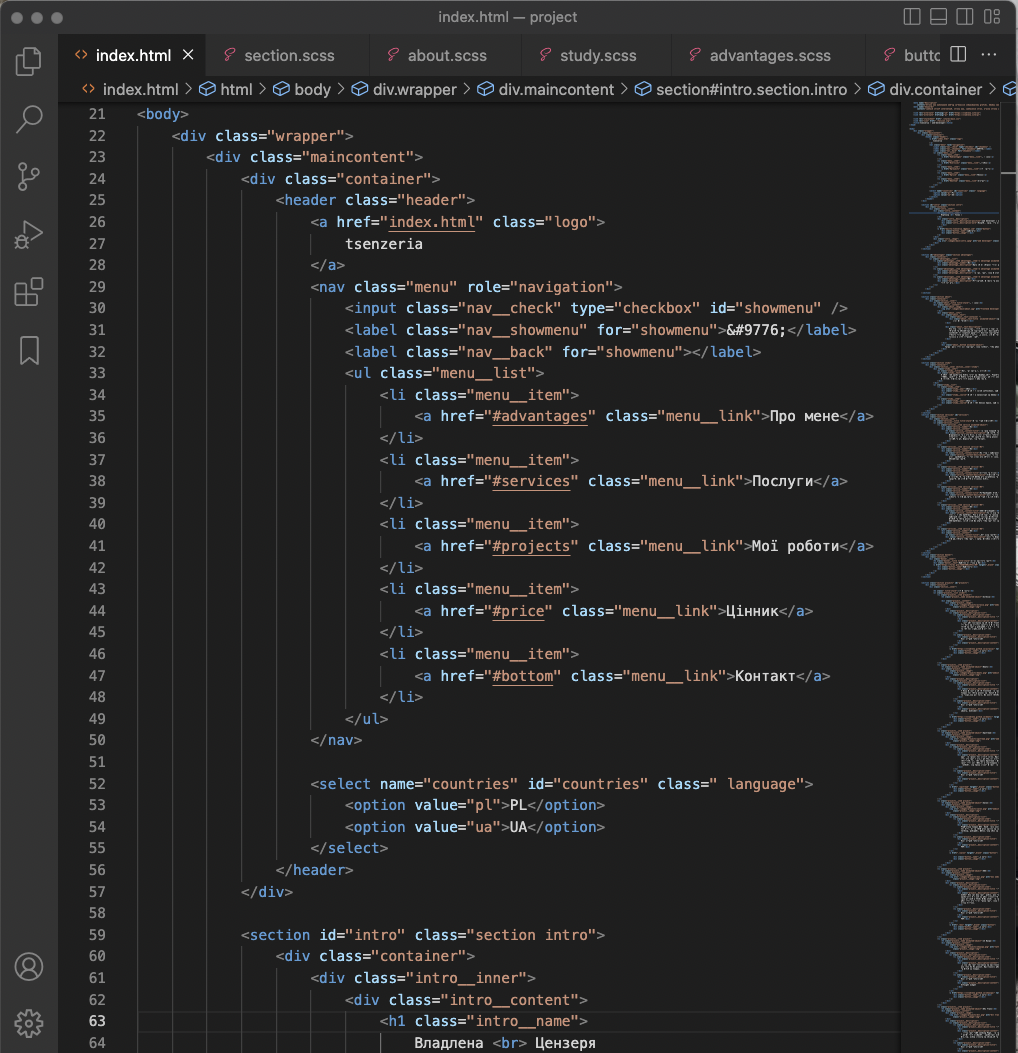 index.html — project
index.html section.scss about.scss study.scss advantages.scss butto
index.html html body div.wrapper div.maincontent section#intro.section.intro div.container
21 <body>
22 <div class="wrapper">
23 <div class="maincontent">
24 <div class="container">
25 <header class="header">
26 <a href="index.html" class="logo">
27 tsenzeria
28 </a>
29 <nav class="menu" role="navigation">
30 <input class="nav__check" type="checkbox" id="showmenu" />
31 <label class="nav__showmenu" for="showmenu">&#9776;</label>
32 <label class="nav__back" for="showmenu"></label>
33 <ul class="menu__list">
34 <li class="menu__item">
35 <a href="#advantages" class="menu__link">Про мене</a>
36 </li>
37 <li class="menu__item">
38 <a href="#services" class="menu__link">Послуги</a>
39 </li>
40 <li class="menu__item">
41 <a href="#projects" class="menu__link">Мої роботи</a>
42 </li>
43 <li class="menu__item">
44 <a href="#price" class="menu__link">Цінник</a>
45 </li>
46 <li class="menu__item">
47 <a href="#bottom" class="menu__link">Контакт</a>
48 </li>
49 </ul>
50 </nav>
51
52 <select name="countries" id="countries" class=" language">
53 <option value="pl">PL</option>
54 <option value="ua">UA</option>
55 </select>
56 </header>
57 </div>
58
59 <section id="intro" class="section intro">
60 <div class="container">
61 <div class="intro__inner">
62 <div class="intro__content">
63 <h1 class="intro__name">
64 Владлена <br> Цензеря